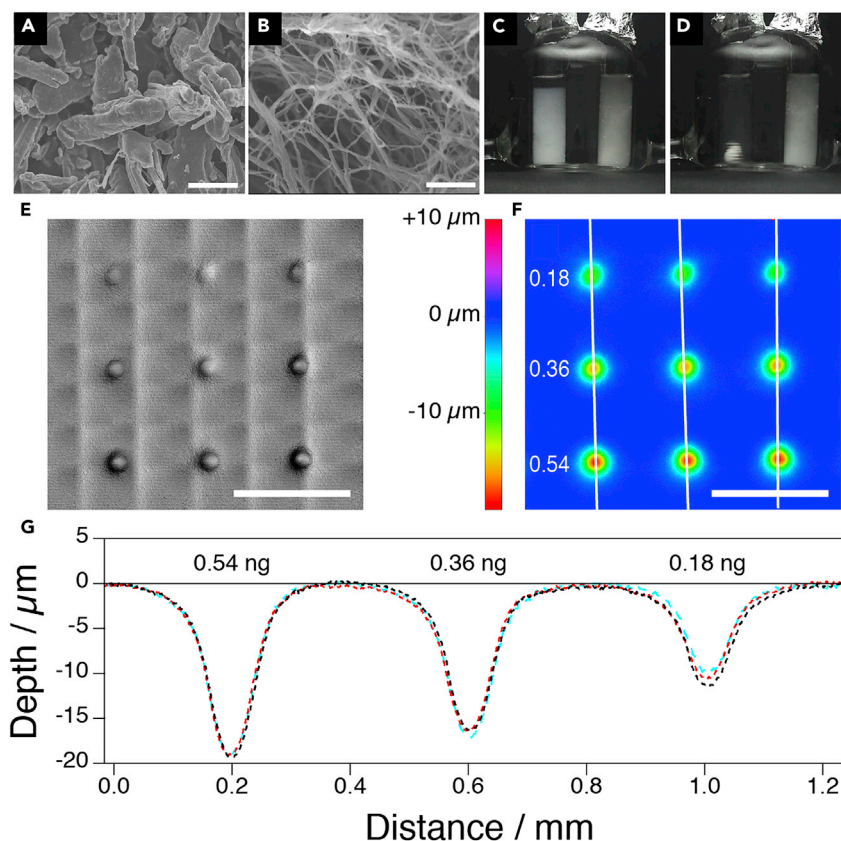 A
B
C
D
E
+10 µm
0 µm
-10 µm
F
0.18
0.36
0.54
G
5
0
-5
-10
-15
-20
Depth / µm
0.54 ng
0.36 ng
0.18 ng
0.0
0.2
0.4
0.6
0.8
1.0
1.2
Distance / mm